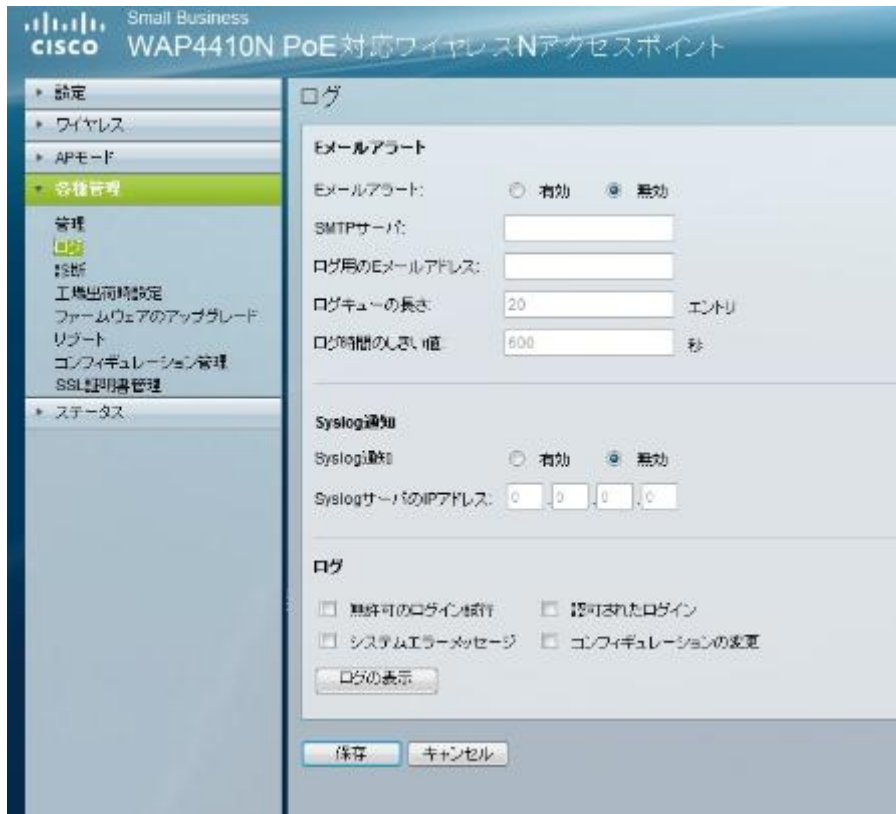 Small Business
CISCO WAP4410N PoE対応ワイヤレスNアクセスポイント
設定
ワイヤレス
APモード
各種管理
管理
ログ
診断
工場出荷時設定
ファームウェアのアップグレード
リブート
コンフィギュレーション管理
SSL証明書管理
ステータス
ログ
Eメールアラート
Eメールアラート: 有効 無効
SMTPサーバ:
ログ用のEメールアドレス:
ログキューの長さ: 20 エントリ
ログ時間のしきい値: 600 秒
Syslog通知
Syslog通知 有効 無効
SyslogサーバのIPアドレス: 0 . 0 . 0 . 0
ログ
無許可のログイン試行 認可されたログイン
システムエラーメッセージ コンフィギュレーションの変更
ログの表示
保存 キャンセル